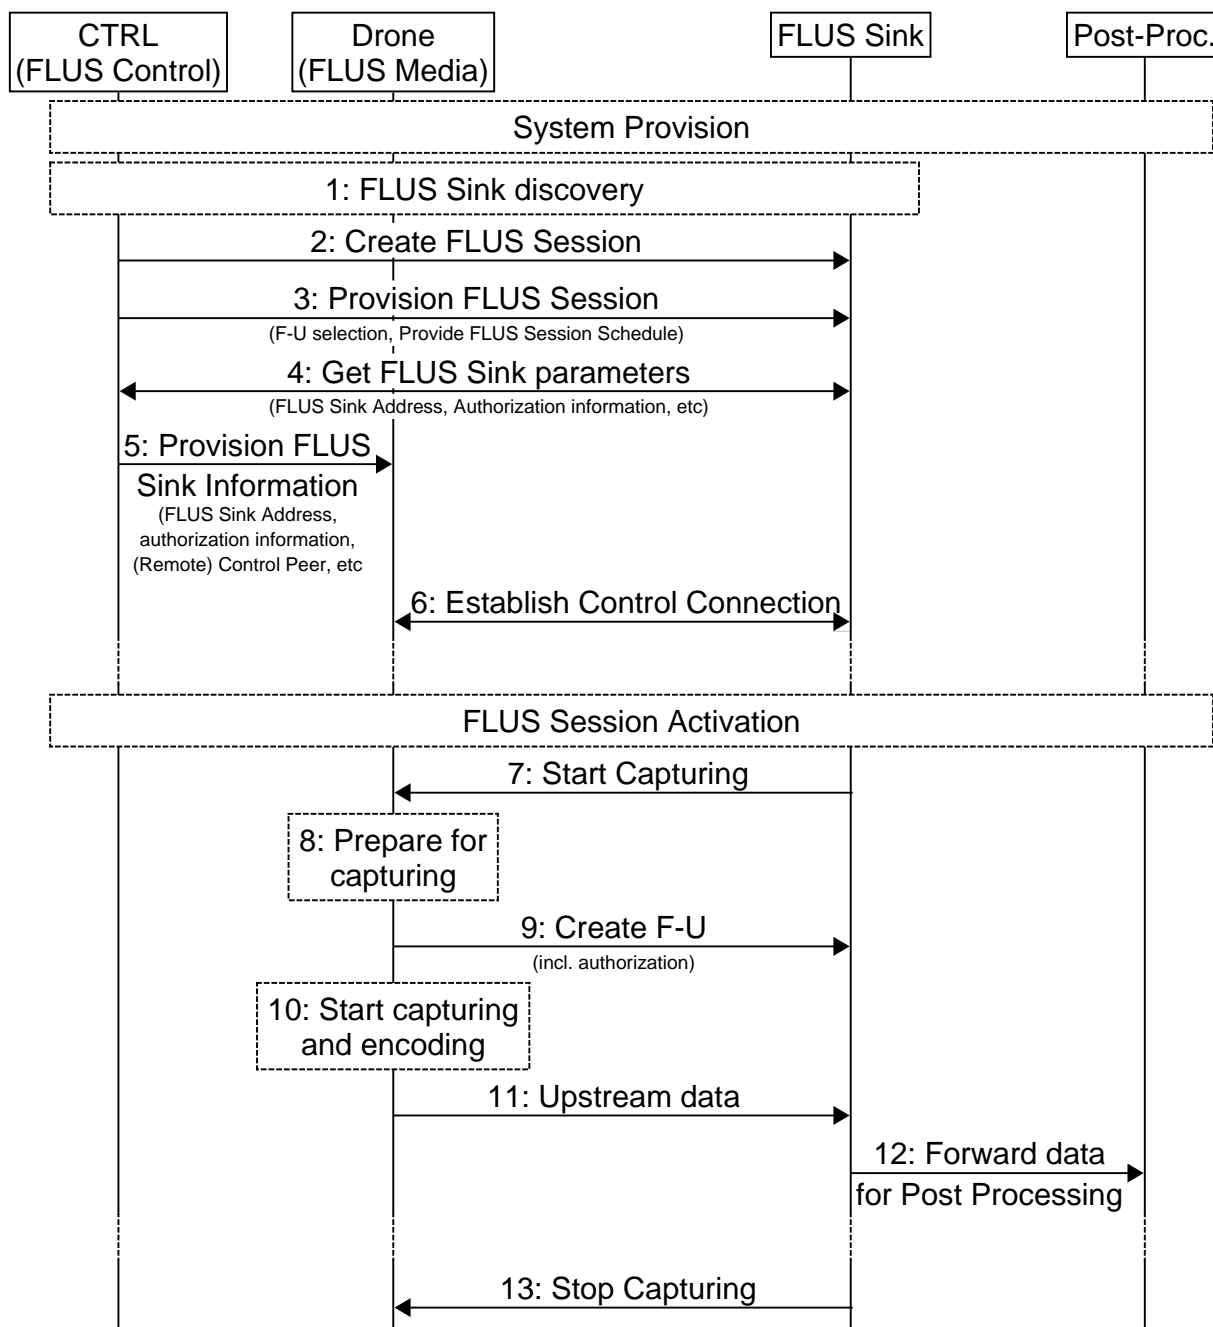 CTRL
(FLUS Control)
Drone
(FLUS Media)
FLUS Sink
Post-Proc.
System Provision
1: FLUS Sink discovery
2: Create FLUS Session
3: Provision FLUS Session
(F-U selection, Provide FLUS Session Schedule)
4: Get FLUS Sink parameters
(FLUS Sink Address, Authorization information, etc)
5: Provision FLUS
Sink Information
(FLUS Sink Address,
authorization information,
(Remote) Control Peer, etc
6: Establish Control Connection
FLUS Session Activation
7: Start Capturing
8: Prepare for
capturing
9: Create F-U
(incl. authorization)
10: Start capturing
and encoding
11: Upstream data
12: Forward data
for Post Processing
13: Stop Capturing